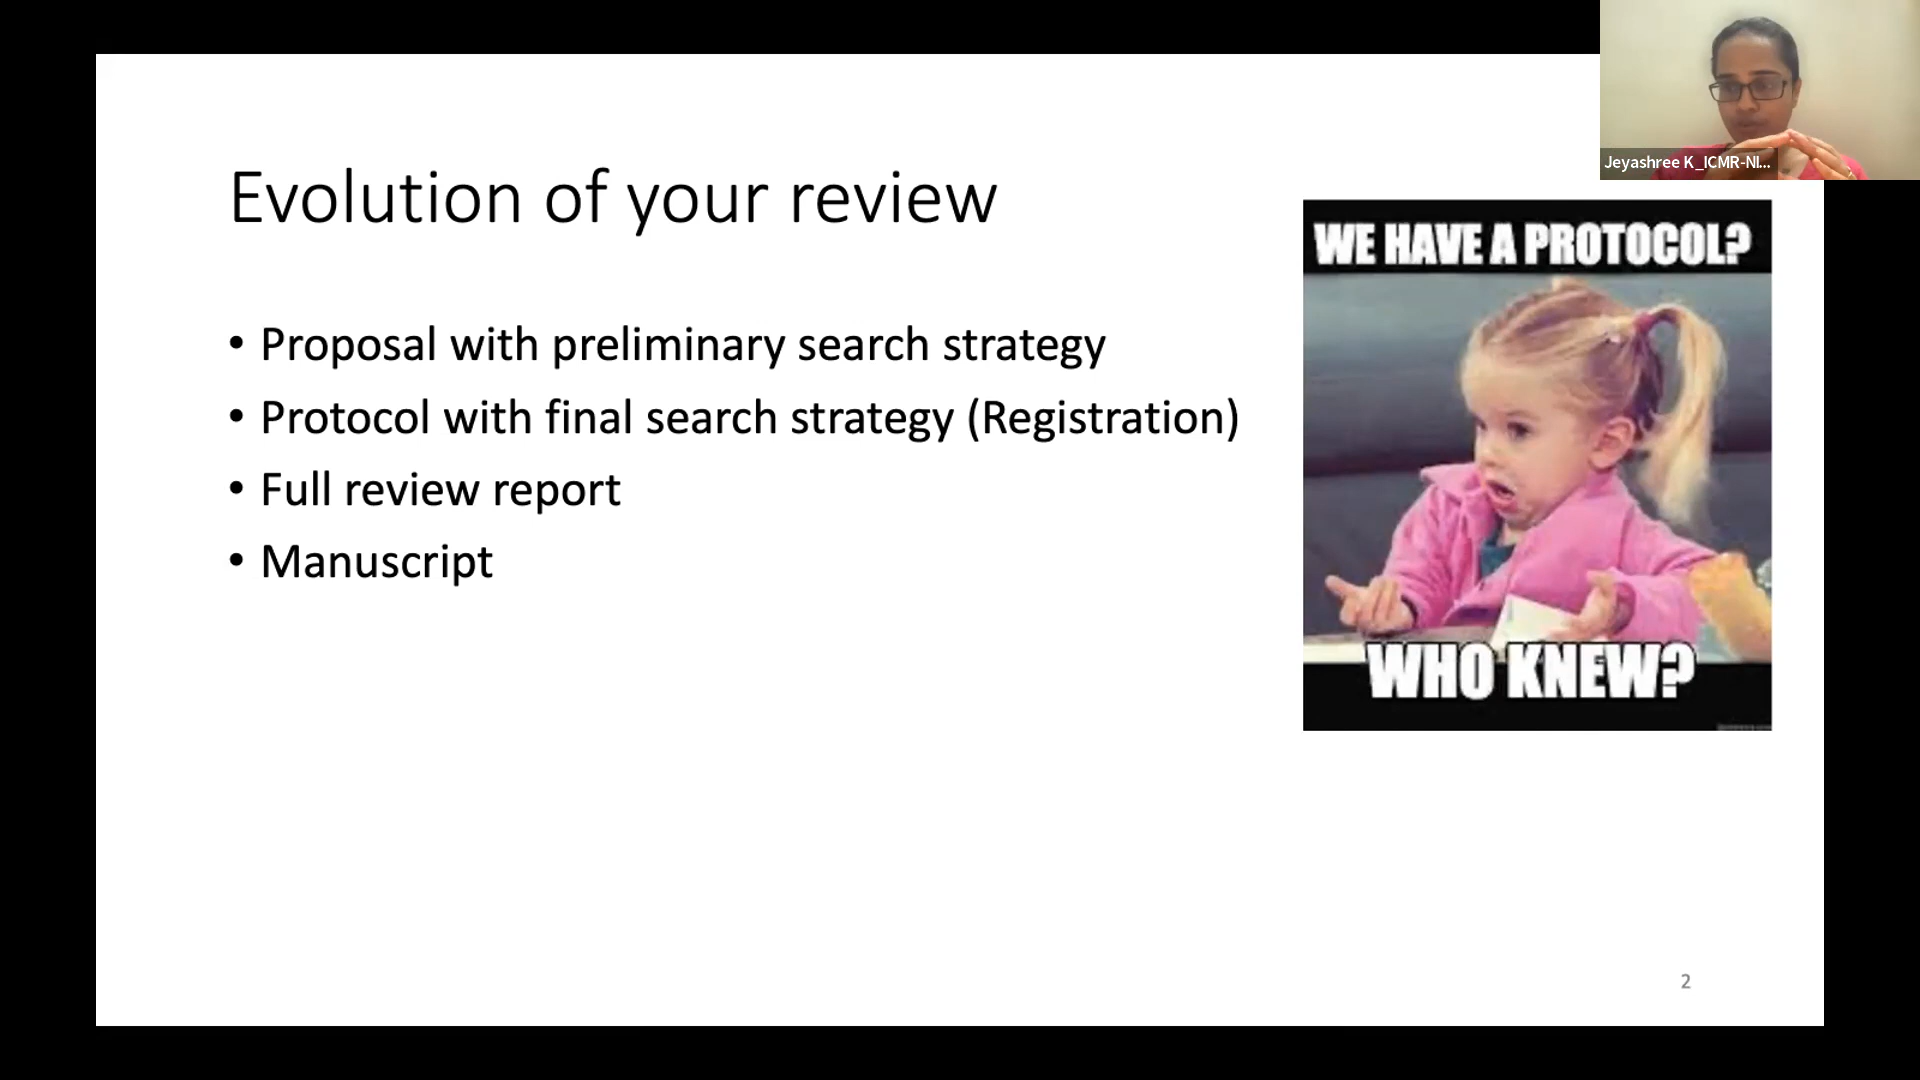 Jeyashree K_ICMR-NI...
Evolution of your review
WE HAVE A PROTOCOL?
• Proposal with preliminary search strategy
• Protocol with final search strategy (Registration)
• Full review report
• Manuscript
WHO KNEW?
2